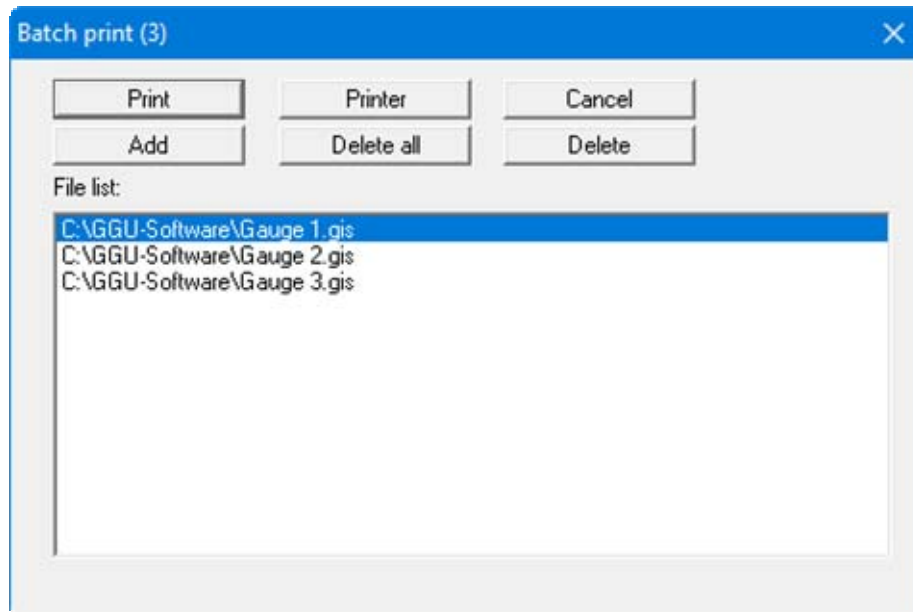 Batch print (3)
Print Printer Cancel
Add Delete all Delete
File list:
C:\GGU-Software\Gauge 1.gis
C:\GGU-Software\Gauge 2.gis
C:\GGU-Software\Gauge 3.gis